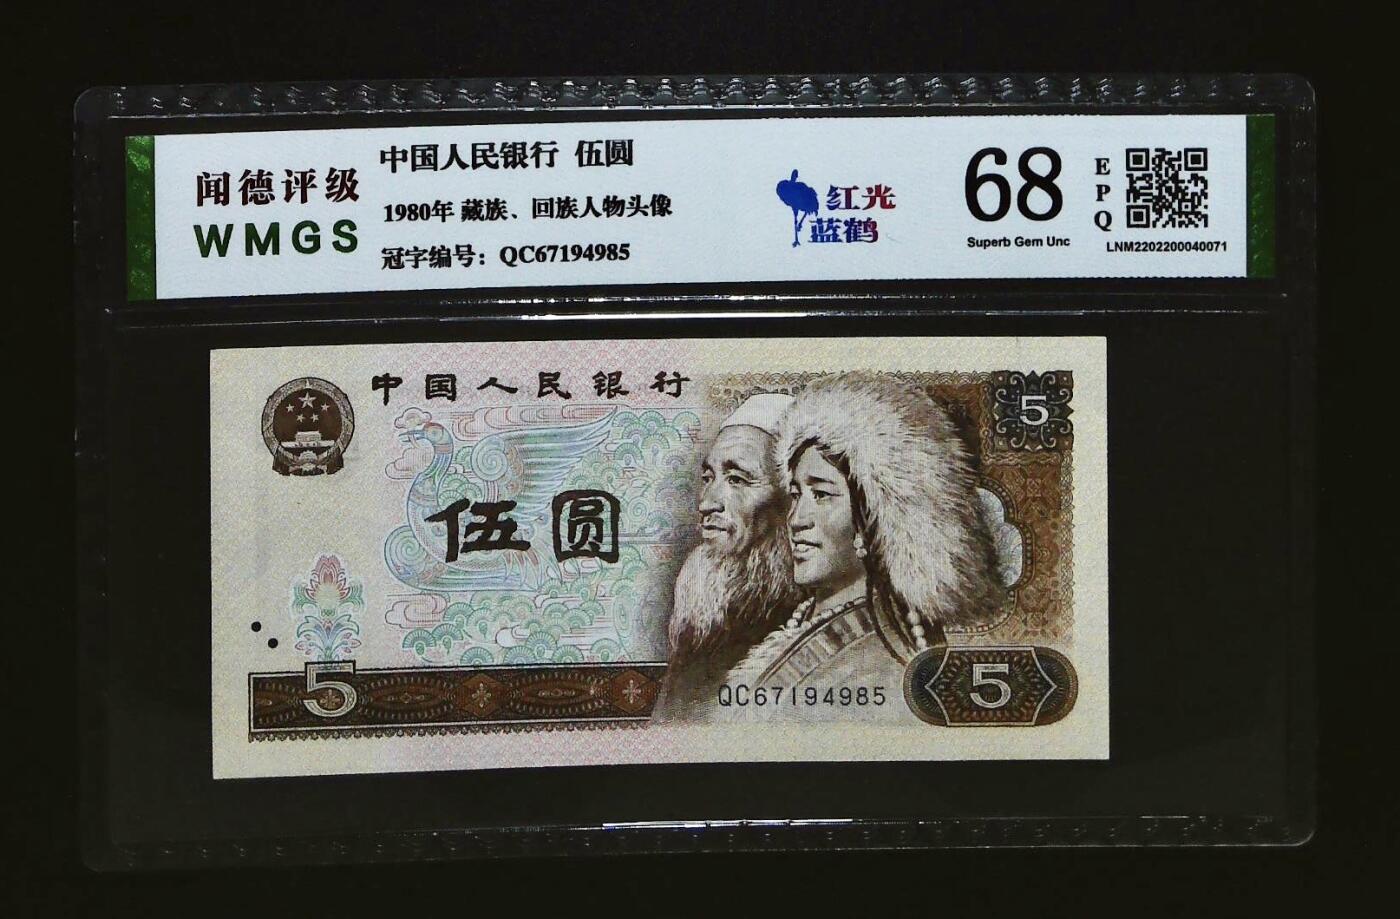 闻德评级
WMGS
中国人民银行 伍圆
1980年 藏族、回族人物头像
冠字编号：QC67194985
红光
蓝鹤
68
Superb Gem Unc
EPQ
LNM2202200040071
中国人民银行
5
伍圆
5
QC67194985
5